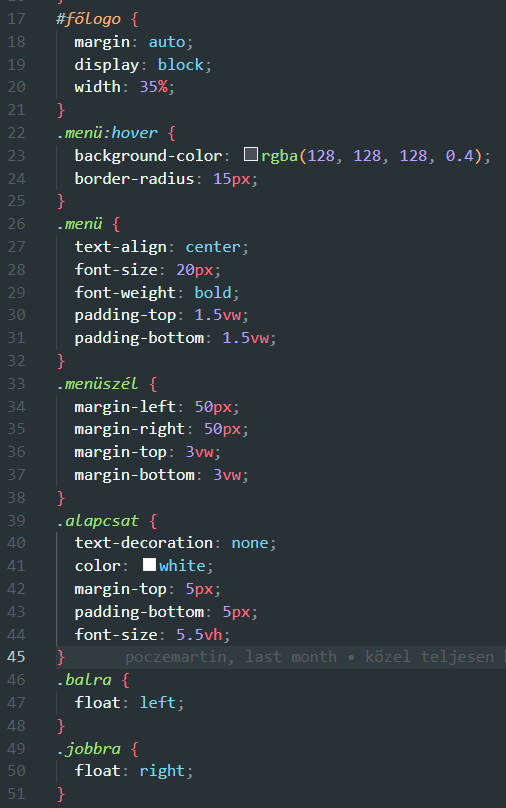 17 #főlogo {
18 margin: auto;
19 display: block;
20 width: 35%;
21 }
22 .menü:hover {
23 background-color: rgba(128, 128, 128, 0.4);
24 border-radius: 15px;
25 }
26 .menü {
27 text-align: center;
28 font-size: 20px;
29 font-weight: bold;
30 padding-top: 1.5vw;
31 padding-bottom: 1.5vw;
32 }
33 .menüszél {
34 margin-left: 50px;
35 margin-right: 50px;
36 margin-top: 3vw;
37 margin-bottom: 3vw;
38 }
39 .alapcsat {
40 text-decoration: none;
41 color: white;
42 margin-top: 5px;
43 padding-bottom: 5px;
44 font-size: 5.5vh;
45 } poczemartin, last month • közel teljesen
46 .balra {
47 float: left;
48 }
49 .jobbra {
50 float: right;
51 }